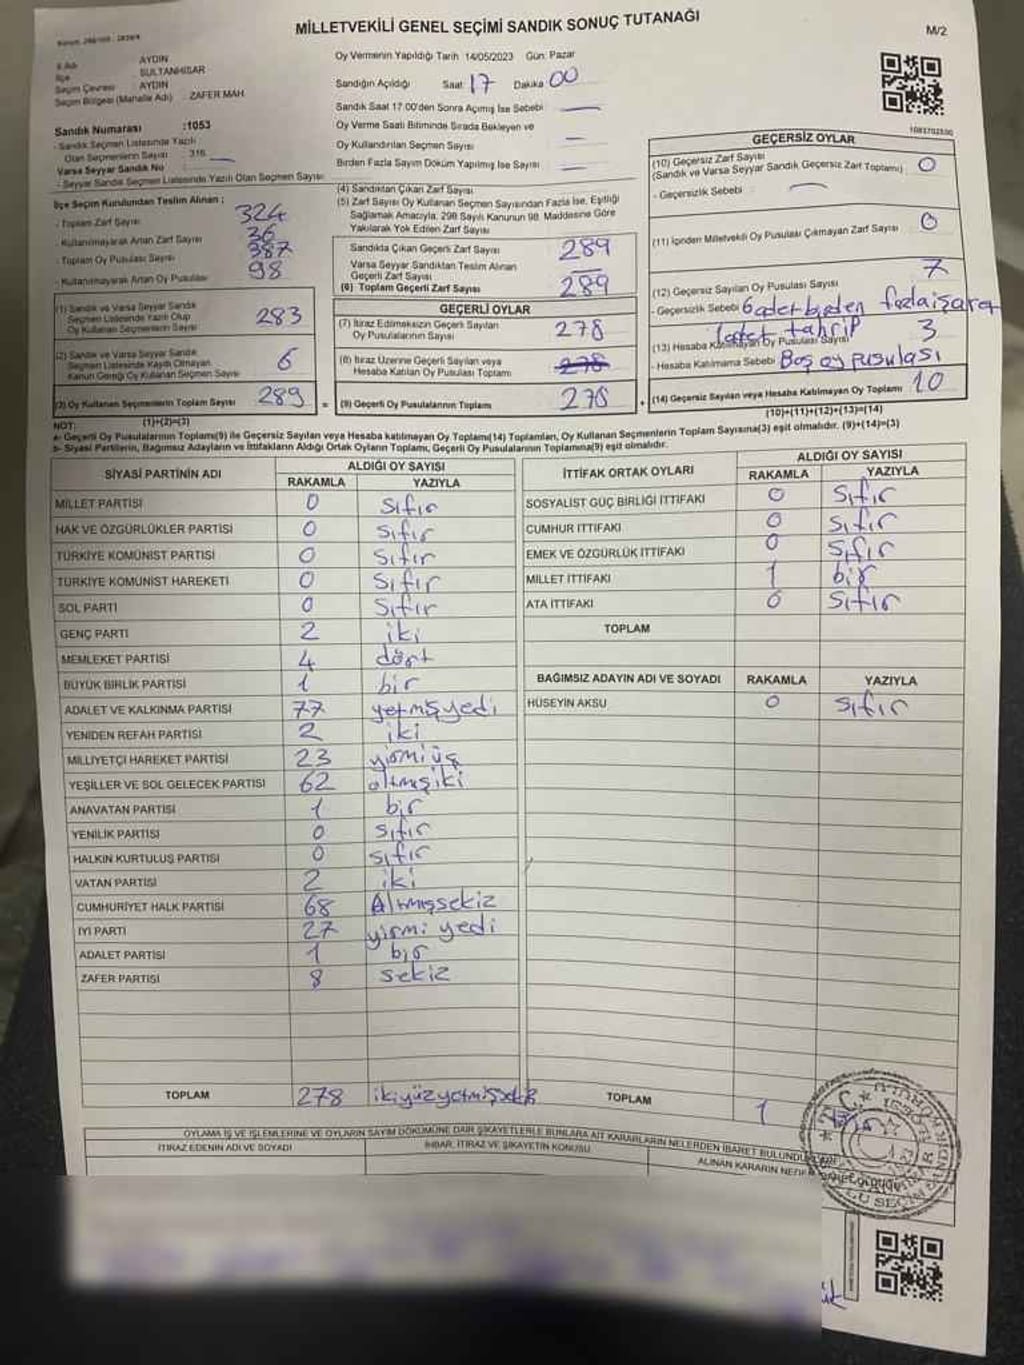 MİLLETVEKİLİ GENEL SEÇİMİ SANDIK SONUÇ TUTANAĞI
M/2
İl Adı AYDIN
İlçe SULTANHİSAR
Seçim Çevresi AYDIN
Seçim Bölgesi (Mahalle Adı) : ZAFER MAH.
Sandık Numarası :1053
- Sandık Seçmen Listesinde Yazılı
Olan Seçmenlerin Sayısı : 316
Varsa Seyyar Sandık No
- Seyyar Sandık Seçmen Listesinde Yazılı Olan Seçmen Sayısı
Oy Vermenin Yapıldığı Tarih 14/05/2023 Gün: Pazar
Sandığın Açıldığı Saat 17 Dakika 00
Sandık Saat 17.00'den Sonra Açımış İse Sebebi
Oy Verme Saati Bitiminde Sırada Bekleyen ve
Oy Kullandırılan Seçmen Sayısı
Birden Fazla Sayım Döküm Yapılmış İse Sayısı
İlçe Seçim Kurulundan Teslim Alınan ;
- Toplam Zarf Sayısı 324
- Kullanılmayarak Artan Zarf Sayısı 36
- Toplam Oy Pusulası Sayısı 387
- Kullanılmayarak Artan Oy Pusulası 98
(1) Sandık ve Varsa Seyyar Sandık
Seçmen Listesinde Yazılı Olup
Oy Kullanan Seçmenlerin Sayısı 283
(2) Sandık ve Varsa Seyyar Sandık
Seçmen Listesinde Kaydı Olmayan
Kanun Gereği Oy Kullanan Seçmen Sayısı 6
(3) Oy Kullanan Seçmenlerin Toplam Sayısı 289
(1)+(2)=(3)
(4) Sandıktan Çıkan Zarf Sayısı
(5) Zarf Sayısı Oy Kullanan Seçmen Sayısından Fazla İse, Eşitliği
Sağlamak Amacıyla, 298 Sayılı Kanunun 98. Maddesine Göre
Yakılarak Yok Edilen Zarf Sayısı
Sandıkta Çıkan Geçerli Zarf Sayısı 289
Varsa Seyyar Sandıktan Teslim Alınan
Geçerli Zarf Sayısı
(6) Toplam Geçerli Zarf Sayısı 289
GEÇERLİ OYLAR
(7) İtiraz Edilmeksizin Geçerli Sayılan
Oy Pusulalarının Sayısı 278
(8) İtiraz Üzerine Geçerli Sayılan veya
Hesaba Katılan Oy Pusulası Toplamı 278
= (9) Geçerli Oy Pusulalarının Toplamı 278
GEÇERSİZ OYLAR
(10) Geçersiz Zarf Sayısı
(Sandık ve Varsa Seyyar Sandık Geçersiz Zarf Toplamı) 0
- Geçersizlik Sebebi
(11) İçinden Milletvekili Oy Pusulası Çıkmayan Zarf Sayısı 0
(12) Geçersiz Sayılan Oy Pusulası Sayısı 7
- Geçersizlik Sebebi 6 adet birden fazla işaret
1 adet tahrip
(13) Hesaba Katılmayan Oy Pusulası Sayısı 3
- Hesaba Katılmama Sebebi Boş oy pusulası
+ (14) Geçersiz Sayılan veya Hesaba Katılmayan Oy Toplamı 10
(10)+(11)+(12)+(13)=(14)
NOT:
a- Geçerli Oy Pusulalarının Toplamı(9) ile Geçersiz Sayılan veya Hesaba katılmayan Oy Toplamı(14) Toplamları, Oy Kullanan Seçmenlerin Toplam Sayısına(3) eşit olmalıdır. (9)+(14)=(3)
b- Siyasi Partilerin, Bağımsız Adayların ve İttifakların Aldığı Oyların Toplamı, Geçerli Oy Pusulalarının Toplamına(9) eşit olmalıdır.
SİYASİ PARTİNİN ADI ALDIĞI OY SAYISI
RAKAMLA YAZIYLA
MİLLET PARTİSİ 0 sıfır
HAK VE ÖZGÜRLÜKLER PARTİSİ 0 sıfır
TÜRKİYE KOMÜNİST PARTİSİ 0 sıfır
TÜRKİYE KOMÜNİST HAREKETİ 0 sıfır
SOL PARTİ 0 sıfır
GENÇ PARTİ 2 iki
MEMLEKET PARTİSİ 4 dört
BÜYÜK BİRLİK PARTİSİ 1 bir
ADALET VE KALKINMA PARTİSİ 77 yetmişyedi
YENİDEN REFAH PARTİSİ 2 iki
MİLLİYETÇİ HAREKET PARTİSİ 23 yirmiüç
YEŞİLLER VE SOL GELECEK PARTİSİ 62 altmışiki
ANAVATAN PARTİSİ 1 bir
YENİLİK PARTİSİ 0 sıfır
HALKIN KURTULUŞ PARTİSİ 0 sıfır
VATAN PARTİSİ 2 iki
CUMHURİYET HALK PARTİSİ 68 Altmışsekiz
İYİ PARTİ 27 yirmi yedi
ADALET PARTİSİ 1 bir
ZAFER PARTİSİ 8 sekiz
TOPLAM 278 ikiyüzyetmişsekiz
İTTİFAK ORTAK OYLARI ALDIĞI OY SAYISI
RAKAMLA YAZIYLA
SOSYALİST GÜÇ BİRLİĞİ İTTİFAKI 0 sıfır
CUMHUR İTTİFAKI 0 sıfır
EMEK VE ÖZGÜRLÜK İTTİFAKI 0 sıfır
MİLLET İTTİFAKI 1 bir
ATA İTTİFAKI 0 sıfır
TOPLAM
BAĞIMSIZ ADAYIN ADI VE SOYADI RAKAMLA YAZIYLA
HÜSEYİN AKSU 0 sıfır
TOPLAM 1
OYLAMA İŞ VE İŞLEMLERİNE VE OYLARIN SAYIM DÖKÜMÜNE DAİR ŞİKAYETLERLE BUNLARA AİT KARARLARIN NELERDEN İBARET BULUNDU
İTİRAZ EDENİN ADI VE SOYADI İHBAR, İTİRAZ VE ŞİKAYETİN KONUSU ALINAN KARARIN